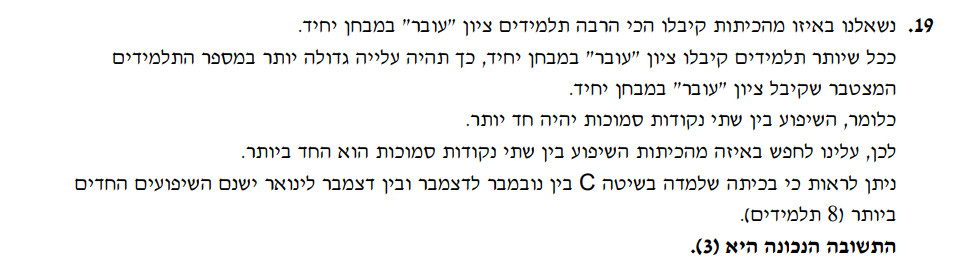 19. נשאלנו באיזו מהכיתות קיבלו הכי הרבה תלמידים ציון "עובר" במבחן יחיד.
ככל שיותר תלמידים קיבלו ציון "עובר" במבחן יחיד, כך תהיה עלייה גדולה יותר במספר התלמידים
המצטבר שקיבל ציון "עובר" במבחן יחיד.
כלומר, השיפוע בין שתי נקודות סמוכות יהיה חד יותר.
לכן, עלינו לחפש באיזה מהכיתות השיפוע בין שתי נקודות סמוכות הוא החד ביותר.
ניתן לראות כי בכיתה שלמדה בשיטה C בין נובמבר לדצמבר ובין דצמבר לינואר ישנם השיפועים החדים
ביותר (8 תלמידים).
התשובה הנכונה היא (3).